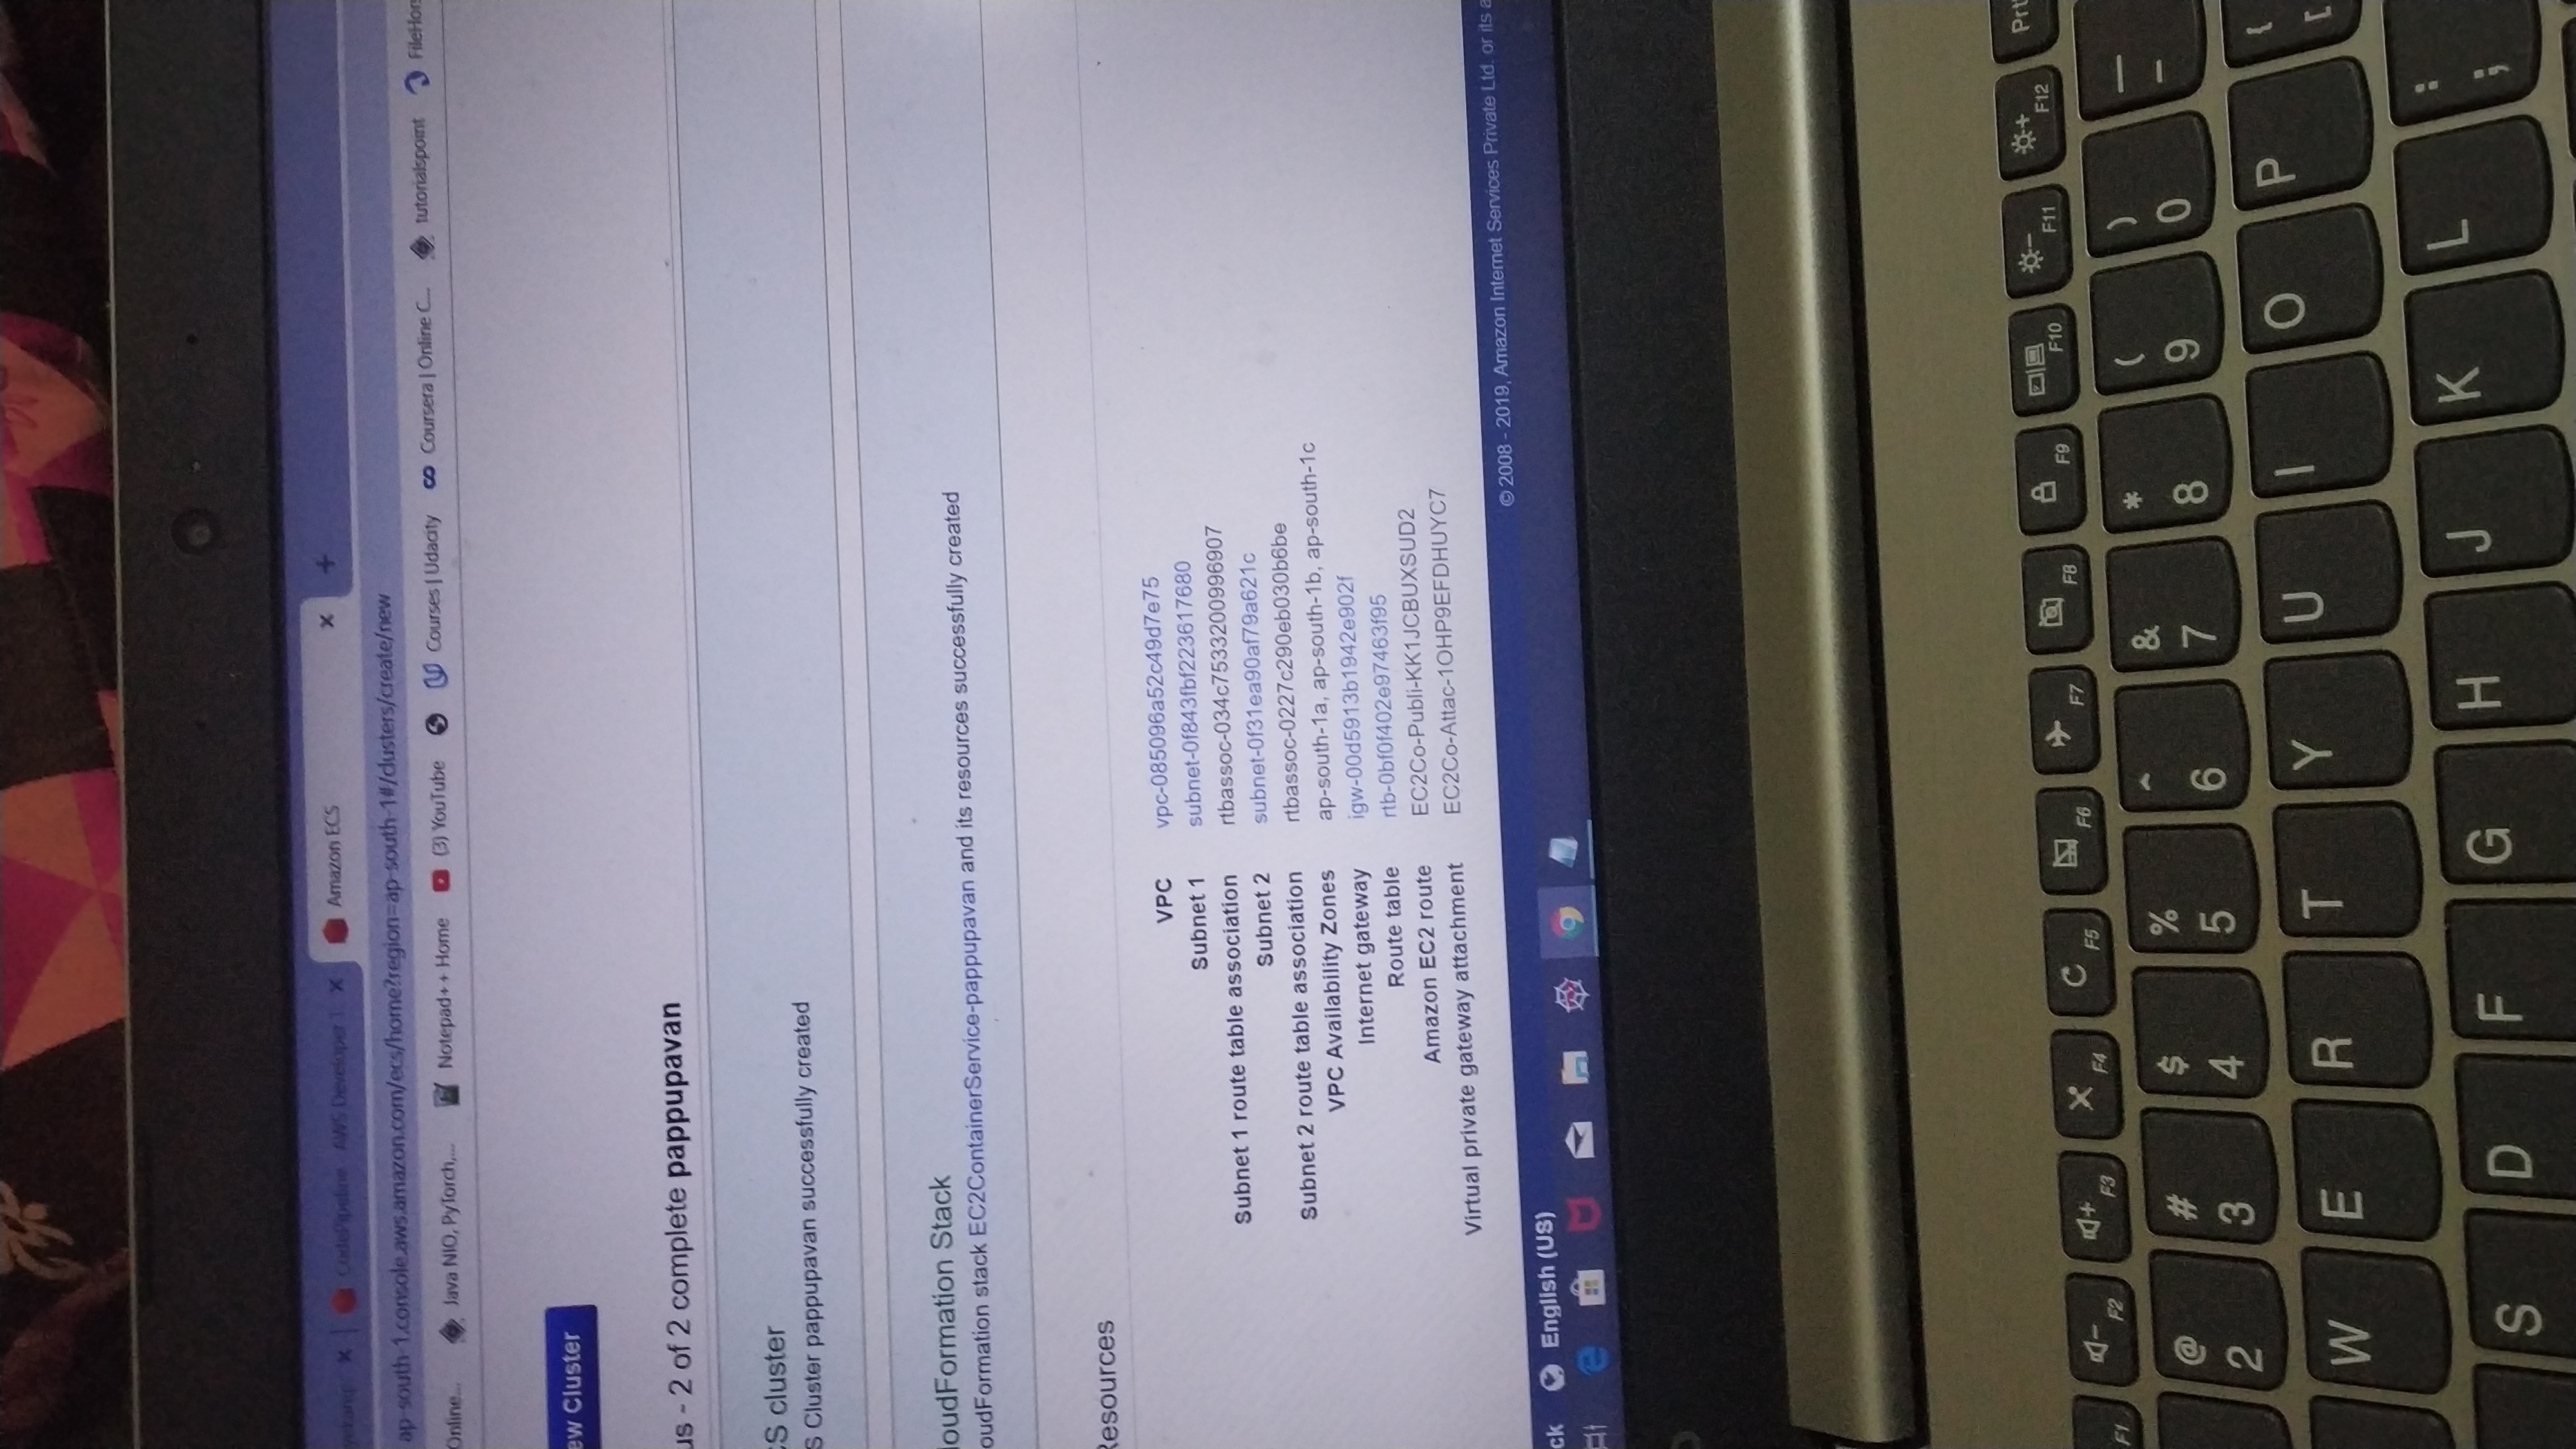 CodePipeline - AWS Developer T
Amazon ECS
ap-south-1.console.aws.amazon.com/ecs/home?region=ap-south-1#/clusters/create/new
Online... Java NIO, PyTorch,... Notepad++ Home (3) YouTube Courses | Udacity Coursera | Online C... tutorialspoint FileHor
ew Cluster
us - 2 of 2 complete pappupavan
CS cluster
S Cluster pappupavan successfully created
loudFormation Stack
oudFormation stack EC2ContainerService-pappupavan and its resources successfully created
Resources
VPC vpc-085096a52c49d7e75
Subnet 1 subnet-0f843fbf223617680
Subnet 1 route table association rtbassoc-034c7533200996907
Subnet 2 subnet-0f31ea90af79a621c
Subnet 2 route table association rtbassoc-0227c290eb030b6be
VPC Availability Zones ap-south-1a, ap-south-1b, ap-south-1c
Internet gateway igw-00d5913b1942e902f
Route table rtb-0bf0f402e97463f95
Amazon EC2 route EC2Co-Publi-KK1JCBUXSUD2
Virtual private gateway attachment EC2Co-Attac-1OHP9EFDHUYC7
© 2008 - 2019, Amazon Internet Services Private Ltd. or its a
ck English (US)
F1 F2 F3 F4 F5 F6 F7 F8 F9 F10 F11 F12 Prt
@ # $ % ^ & * ( ) —
2 3 4 5 6 7 8 9 0 -
W E R T Y U I O P { [
S D F G H J K L : ;